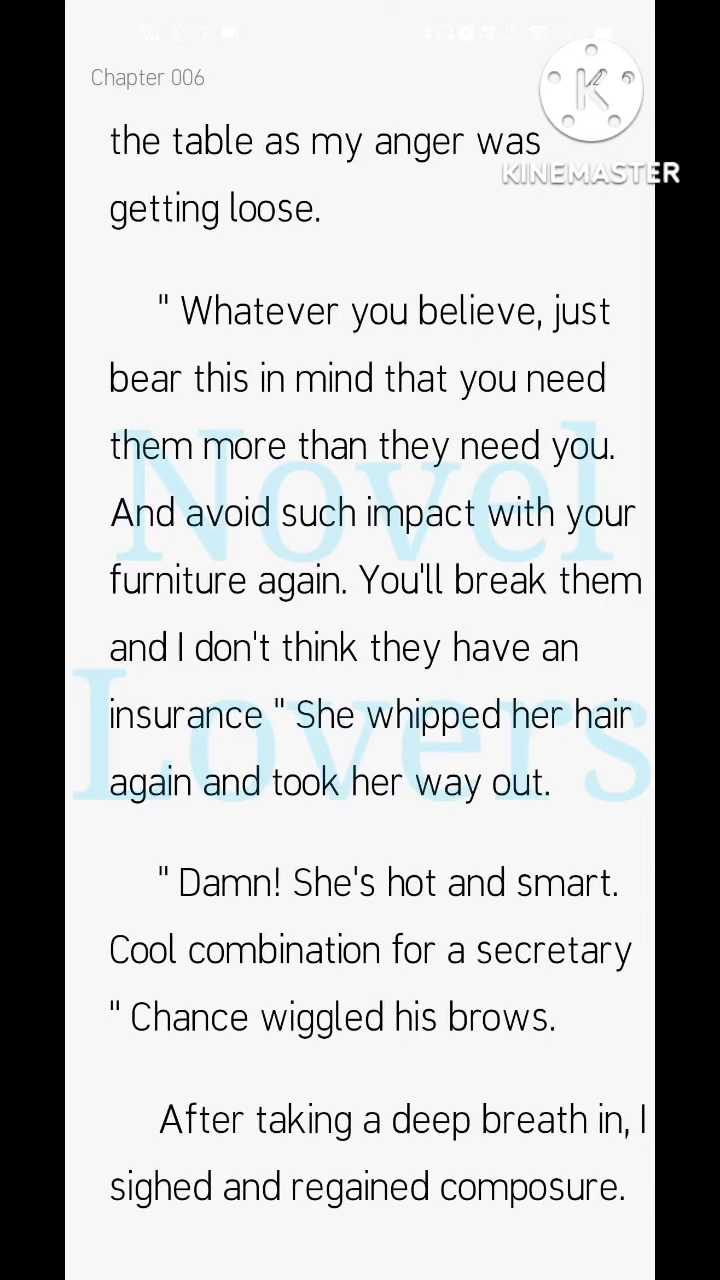 10:27
Chapter 006
KINEMASTER
the table as my anger was
getting loose.
" Whatever you believe, just
bear this in mind that you need
them more than they need you.
And avoid such impact with your
furniture again. You'll break them
and I don't think they have an
insurance " She whipped her hair
again and took her way out.
" Damn! She's hot and smart.
Cool combination for a secretary
" Chance wiggled his brows.
After taking a deep breath in, I
sighed and regained composure.
Novel
Lovers